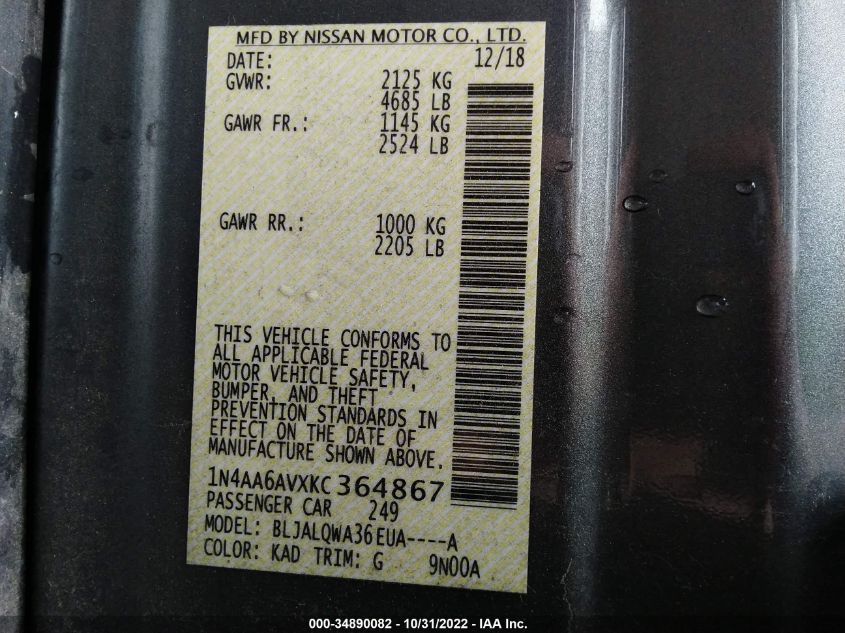 MFD BY NISSAN MOTOR CO., LTD.
DATE: 12/18
GVWR: 2125 KG
4685 LB
GAWR FR.: 1145 KG
2524 LB
GAWR RR.: 1000 KG
2205 LB
THIS VEHICLE CONFORMS TO
ALL APPLICABLE FEDERAL
MOTOR VEHICLE SAFETY,
BUMPER, AND THEFT
PREVENTION STANDARDS IN
EFFECT ON THE DATE OF
MANUFACTURE SHOWN ABOVE.
1N4AA6AVXKC364867
PASSENGER CAR 249
MODEL: BLJALQWA36EUA----A
COLOR: KAD TRIM: G 9N00A
000-34890082 - 10/31/2022 - IAA Inc.